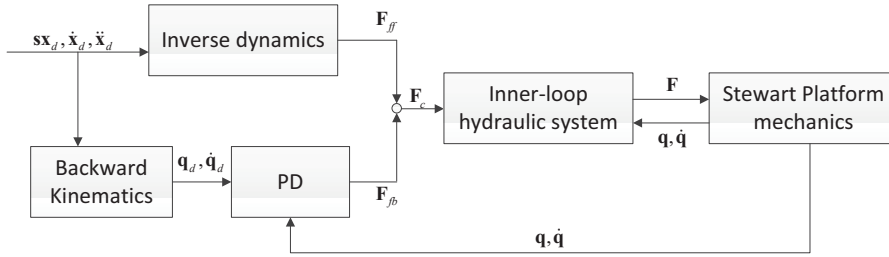 sx_d, ẋ_d, ẍ_d
Inverse dynamics
F_ff
F_c
Inner-loop
hydraulic system
F
q, q̇
Stewart Platform
mechanics
Backward
Kinematics
q_d, q̇_d
PD
F_fb
q, q̇